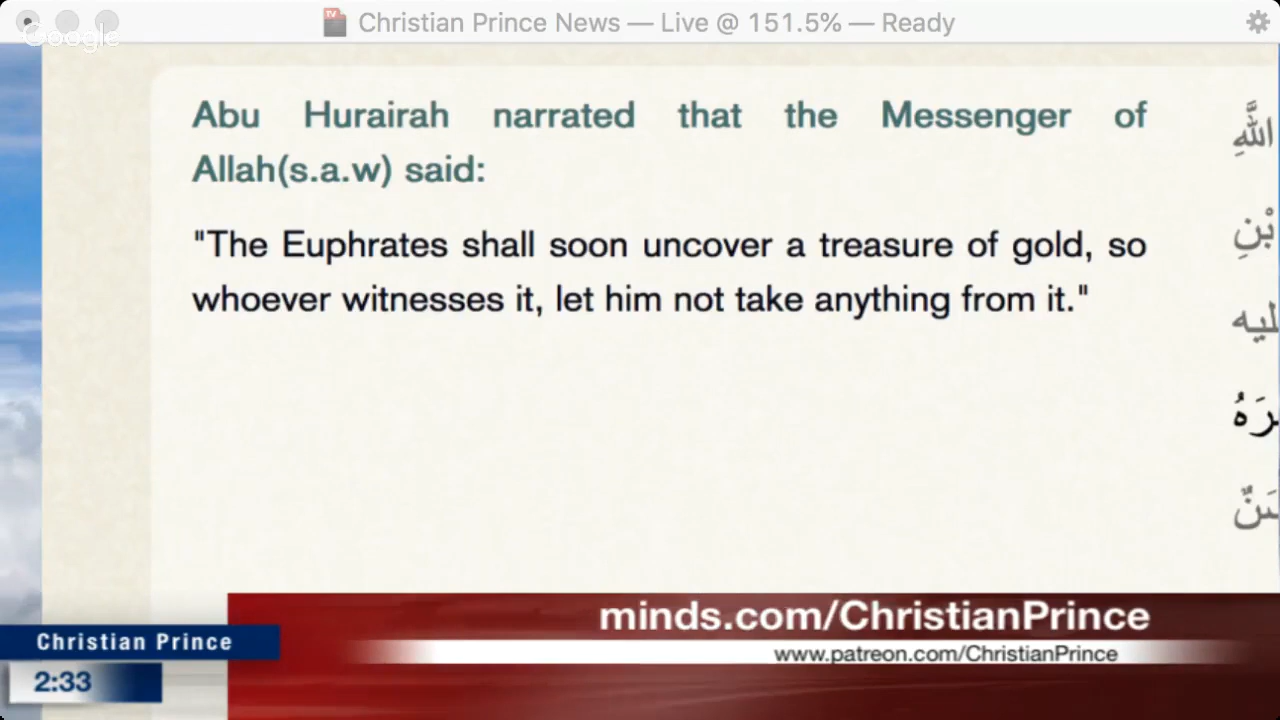 Christian Prince News — Live @ 151.5% — Ready
Google
Abu Hurairah narrated that the Messenger of
Allah(s.a.w) said:
"The Euphrates shall soon uncover a treasure of gold, so
whoever witnesses it, let him not take anything from it."
اللَّهِ
minds.com/ChristianPrince
www.patreon.com/ChristianPrince
Christian Prince
2:33